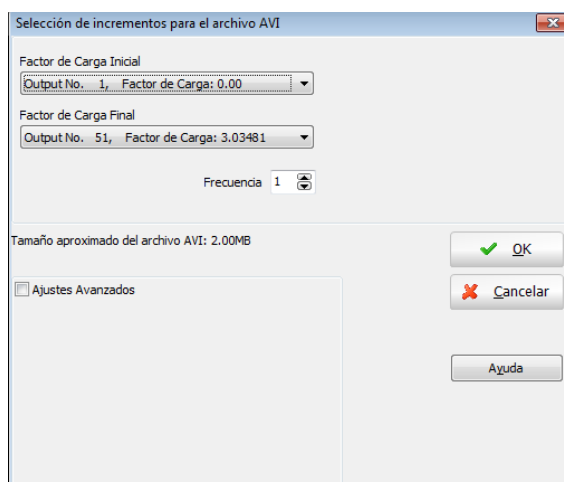 Selección de incrementos para el archivo AVI
Factor de Carga Inicial
Output No. 1, Factor de Carga: 0.00
Factor de Carga Final
Output No. 51, Factor de Carga: 3.03481
Frecuencia 1
Tamaño aproximado del archivo AVI: 2.00MB
OK
Ajustes Avanzados
Cancelar
Ayuda